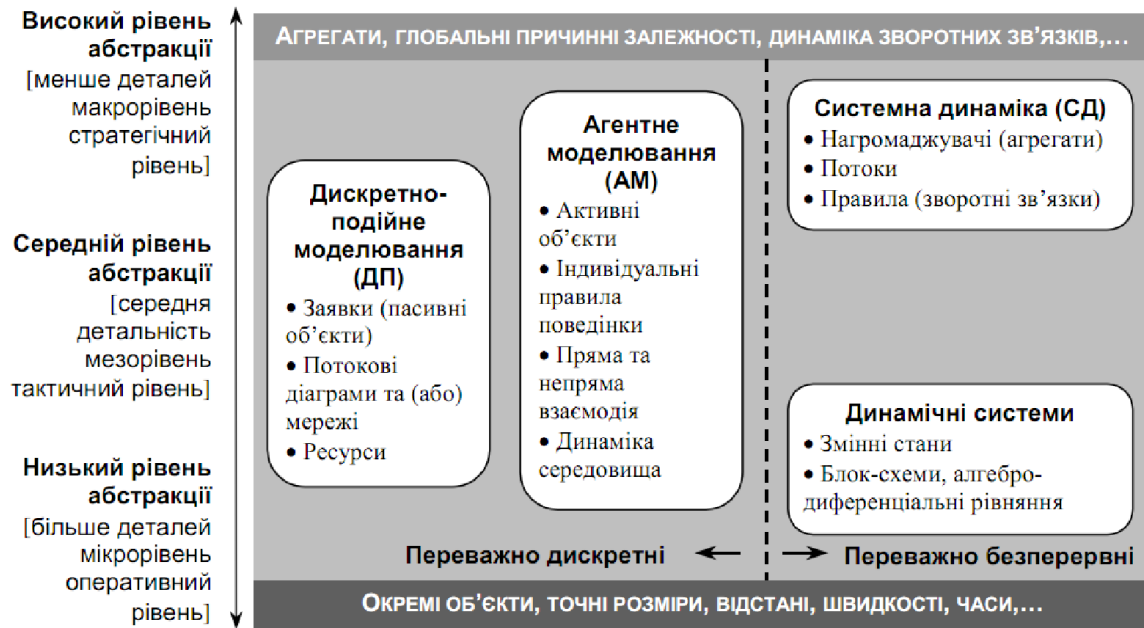 Високий рівень
абстракції
[менше деталей
макрорівень
стратегічний
рівень]
Середній рівень
абстракції
[середня
детальність
мезорівень
тактичний рівень]
Низький рівень
абстракції
[більше деталей
мікрорівень
оперативний
рівень]
АГРЕГАТИ, ГЛОБАЛЬНІ ПРИЧИННІ ЗАЛЕЖНОСТІ, ДИНАМІКА ЗВОРОТНИХ ЗВ’ЯЗКІВ,…
Дискретно-
подійне
моделювання
(ДП)
• Заявки (пасивні
об’єкти)
• Потокові
діаграми та (або)
мережі
• Ресурси
Агентне
моделювання
(АМ)
• Активні
об’єкти
• Індивідуальні
правила
поведінки
• Пряма та
непряма
взаємодія
• Динаміка
середовища
Системна динаміка (СД)
• Нагромаджувачі (агрегати)
• Потоки
• Правила (зворотні зв’язки)
Динамічні системи
• Змінні стани
• Блок-схеми, алгебро-
диференціальні рівняння
Переважно дискретні
Переважно безперервні
ОКРЕМІ ОБ’ЄКТИ, ТОЧНІ РОЗМІРИ, ВІДСТАНІ, ШВИДКОСТІ, ЧАСИ,…